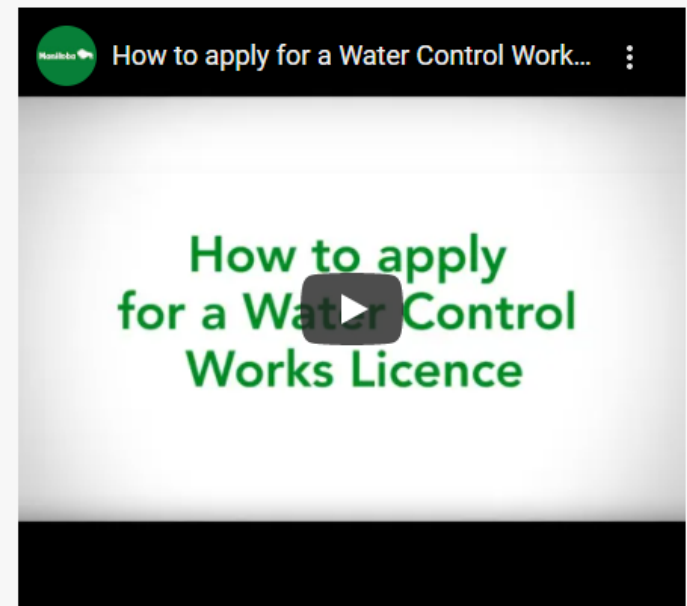 Manitoba
How to apply for a Water Control Work...
How to apply
for a Water Control
Works Licence